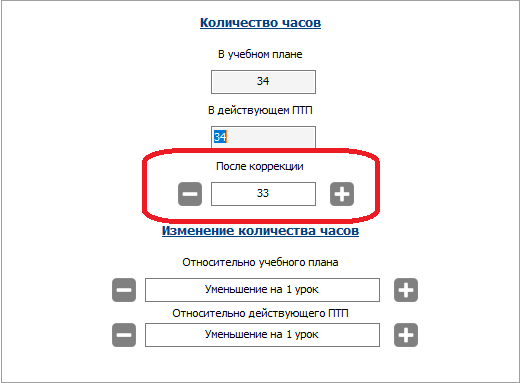 Количество часов
В учебном плане
34
В действующем ПТП
34
После коррекции
33
Изменение количества часов
Относительно учебного плана
Уменьшение на 1 урок
Относительно действующего ПТП
Уменьшение на 1 урок